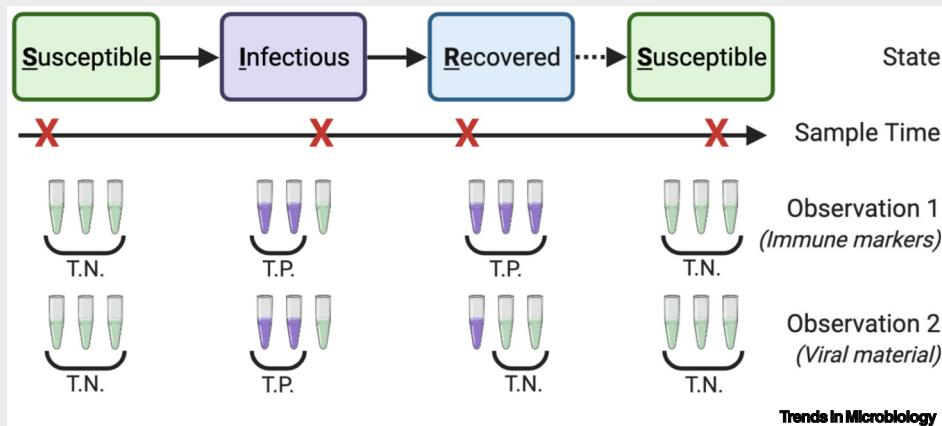 Susceptible Infectious Recovered Susceptible State
X X X X Sample Time
Observation 1
(Immune markers)
T.N. T.P. T.P. T.N.
Observation 2
(Viral material)
T.N. T.P. T.N. T.N.
Trends in Microbiology